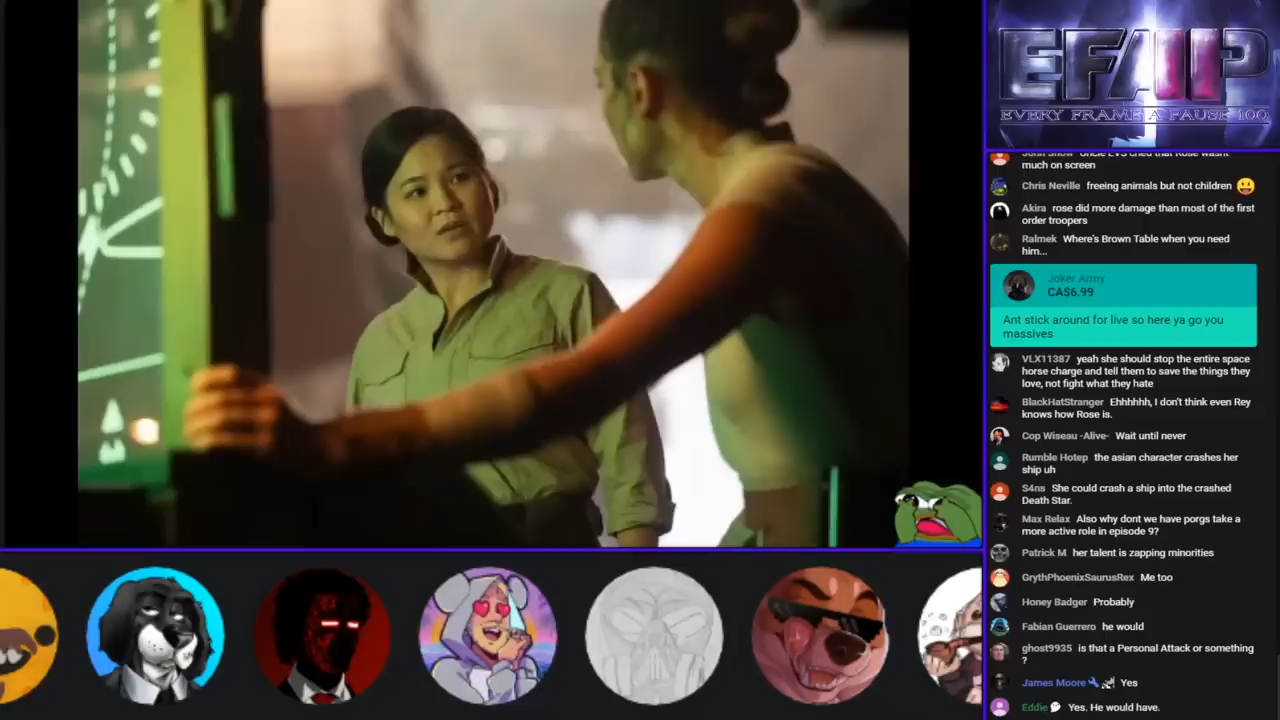 EFAP
EVERY FRAME A PAUSE 100
John Snow Uncle EVS cried that Rose wasnt
much on screen
Chris Neville freeing animals but not children
Akira rose did more damage than most of the first
order troopers
Ralmek Where's Brown Table when you need
him...
Joker Army
CA$6.99
Ant stick around for live so here ya go you
massives
VLX11387 yeah she should stop the entire space
horse charge and tell them to save the things they
love, not fight what they hate
BlackHatStranger Ehhhhhh, I don't think even Rey
knows how Rose is.
Cop Wiseau -Alive- Wait until never
Rumble Hotep the asian character crashes her
ship uh
S4ns She could crash a ship into the crashed
Death Star.
Max Relax Also why dont we have porgs take a
more active role in episode 9?
Patrick M her talent is zapping minorities
GrythPhoenixSaurusRex Me too
Honey Badger Probably
Fabian Guerrero he would
ghost9935 is that a Personal Attack or something
?
James Moore Yes
Eddie Yes. He would have.